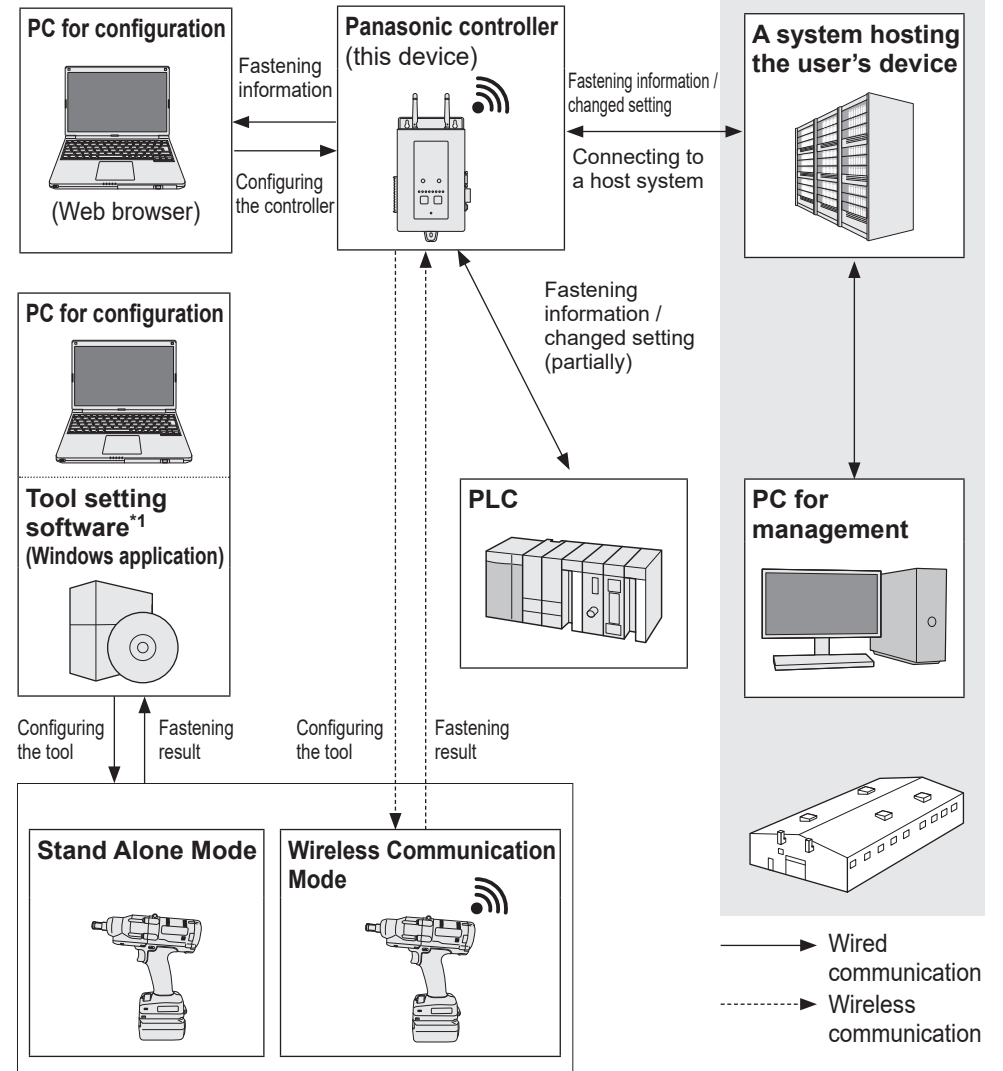 PC for configuration
(Web browser)
Fastening
information
Configuring
the controller
Panasonic controller
(this device)
Fastening information /
changed setting
Connecting to
a host system
A system hosting
the user's device
Fastening
information /
changed setting
(partially)
PC for configuration
Tool setting
software*1
(Windows application)
PLC
PC for
management
Configuring
the tool
Fastening
result
Configuring
the tool
Fastening
result
Stand Alone Mode
Wireless Communication
Mode
Wired
communication
Wireless
communication